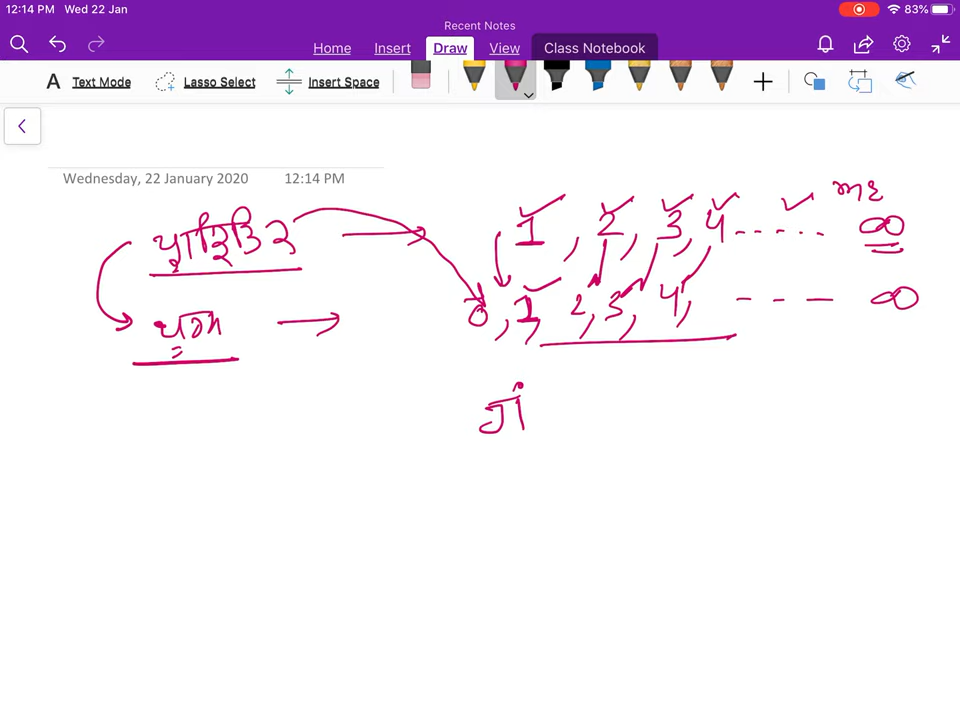 12:14 PM Wed 22 Jan 83%
Recent Notes
Home Insert Draw View Class Notebook
A Text Mode Lasso Select Insert Space
Wednesday, 22 January 2020 12:14 PM
1, 2, 3, 4 ..... ∞
0, 1, 2, 3, 4, - - - ∞